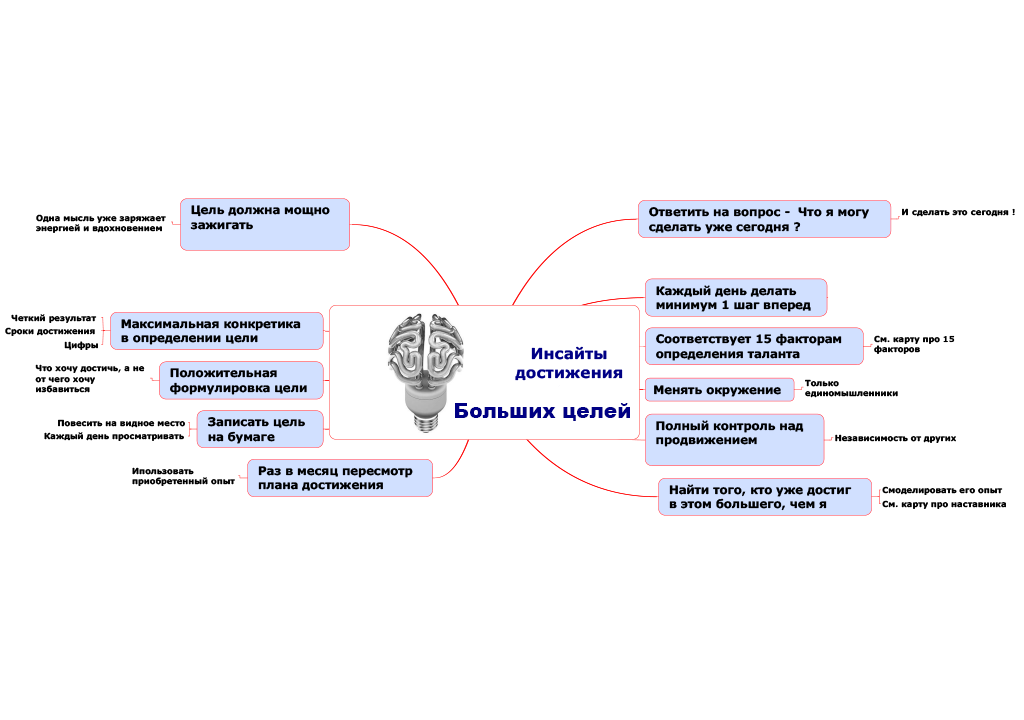 Инсайты
достижения
Больших целей
Ответить на вопрос -  Что я могу
сделать уже сегодня ?
И сделать это сегодня !
Каждый день делать
минимум 1 шаг вперед
Соответствует 15 факторам
определения таланта
См. карту про 15
факторов
Менять окружение
Только
единомышленники
Полный контроль над
продвижением
Независимость от других
Найти того, кто уже достиг
в этом большего, чем я
Смоделировать его опыт
См. карту про наставника
Цель должна мощно
зажигать
Одна мысль уже заряжает
энергией и вдохновением
Максимальная конкретика
в определении цели
Четкий результат
Сроки достижения
Цифры
Положительная
формулировка цели
Что хочу достичь, а не
от чего хочу
избавиться
Записать цель
на бумаге
Повесить на видное место
Каждый день просматривать
Раз в месяц пересмотр
плана достижения
Ипользовать
приобретенный опыт